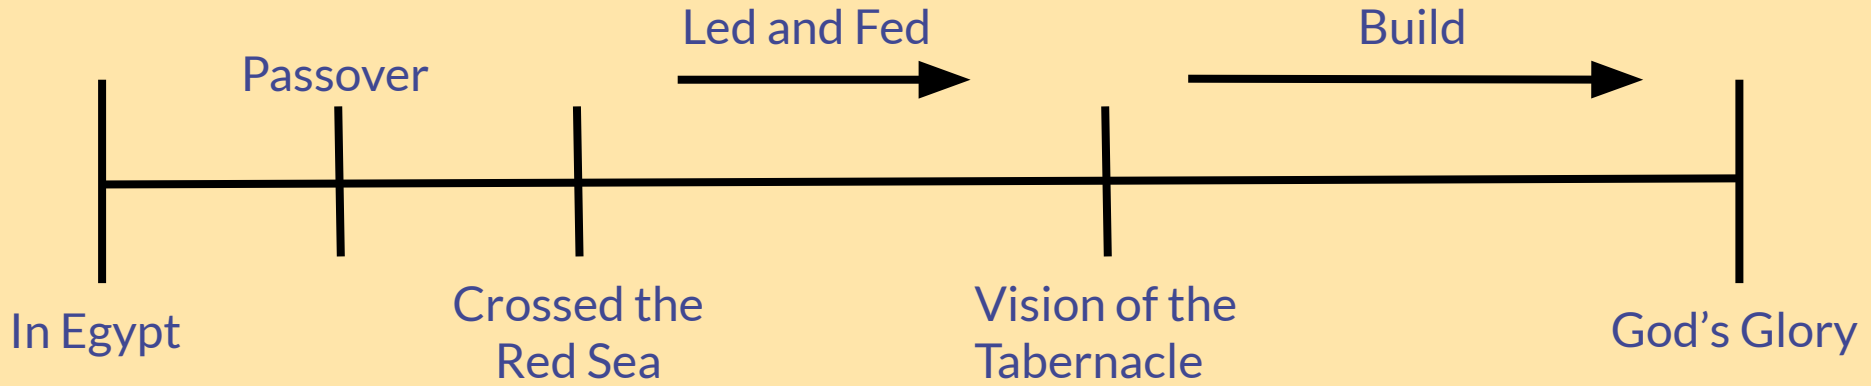 Led and Fed
Build
Passover
In Egypt
Crossed the
Red Sea
Vision of the
Tabernacle
God’s Glory